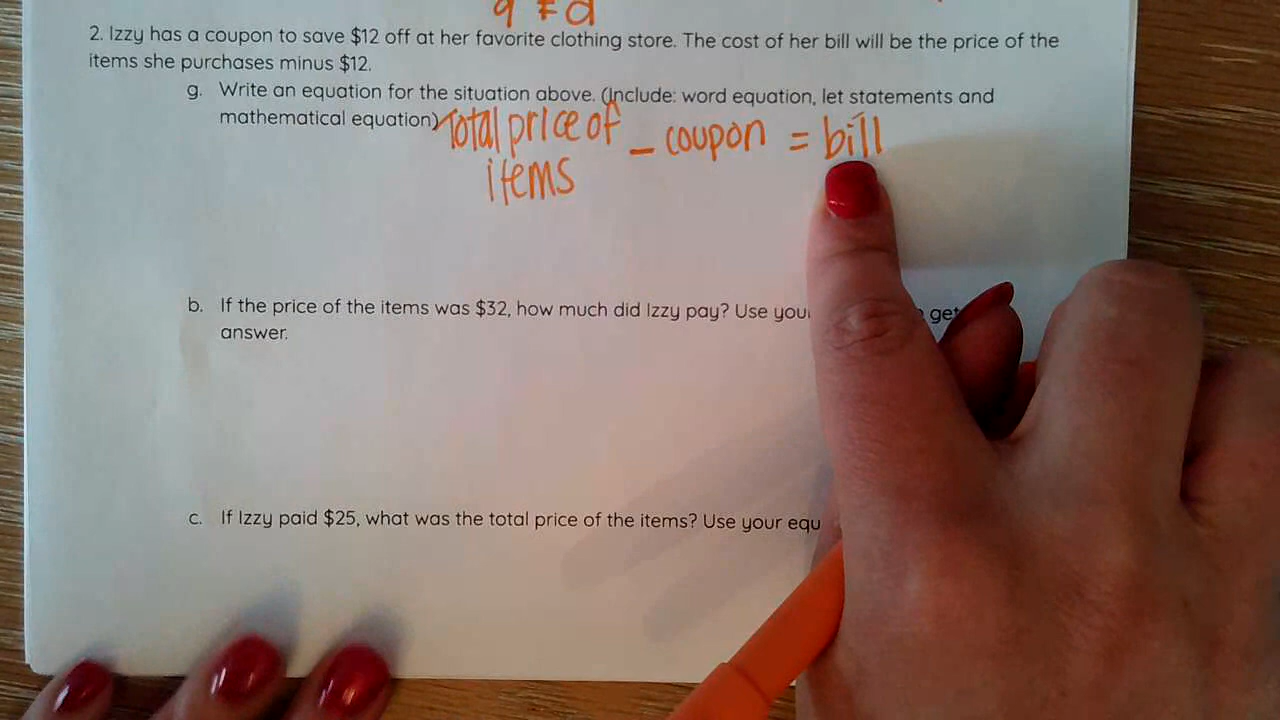 9 = d
2. Izzy has a coupon to save $12 off at her favorite clothing store. The cost of her bill will be the price of the
items she purchases minus $12.
g. Write an equation for the situation above. (Include: word equation, let statements and
mathematical equation)
Total price of items - coupon = bill
b. If the price of the items was $32, how much did Izzy pay? Use get
answer.
c. If Izzy paid $25, what was the total price of the items? Use your